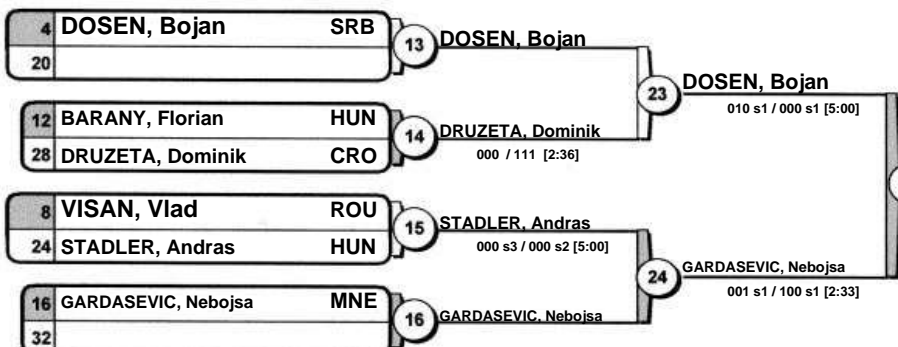 4 DOSEN, Bojan SRB
20
13
DOSEN, Bojan
12 BARANY, Florian HUN
28 DRUZETA, Dominik CRO
14
DRUZETA, Dominik
000 / 111 [2:36]
23
DOSEN, Bojan
010 s1 / 000 s1 [5:00]
8 VISAN, Vlad ROU
24 STADLER, Andras HUN
15
STADLER, Andras
000 s3 / 000 s2 [5:00]
16 GARDASEVIC, Nebojsa MNE
32
16
GARDASEVIC, Nebojsa
24
GARDASEVIC, Nebojsa
001 s1 / 100 s1 [2:33]